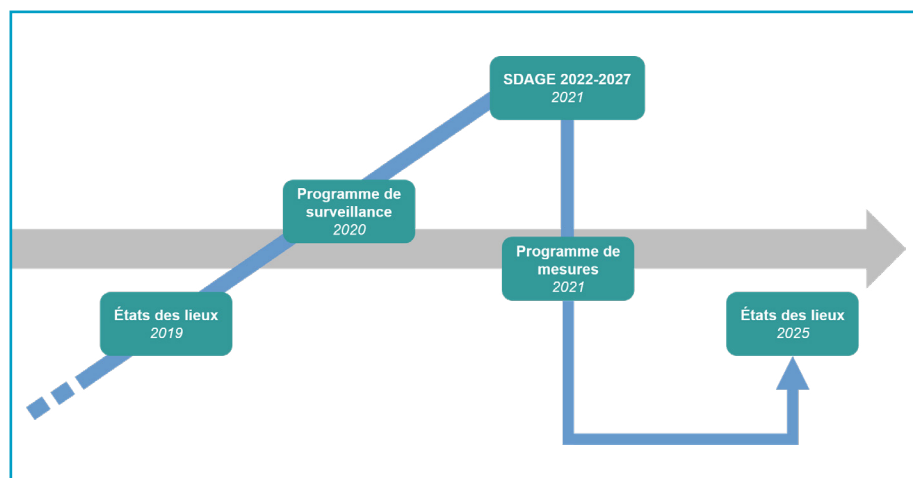 SDAGE 2022-2027
2021
Programme de
surveillance
2020
Programme de
mesures
2021
États des lieux
2019
États des lieux
2025